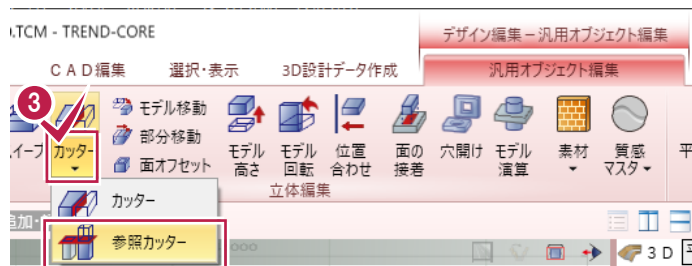 .TCM - TREND-CORE
デザイン編集 – 汎用オブジェクト編集
ＣＡＤ編集 選択・表示 3D設計データ作成 汎用オブジェクト編集
3
モデル移動
部分移動
面オフセット
イープ カッター モデル高さ モデル回転 位置合わせ 面の接着 穴開け モデル演算 素材 質感マスタ 平
立体編集
カッター
追加・
参照カッター
3 D